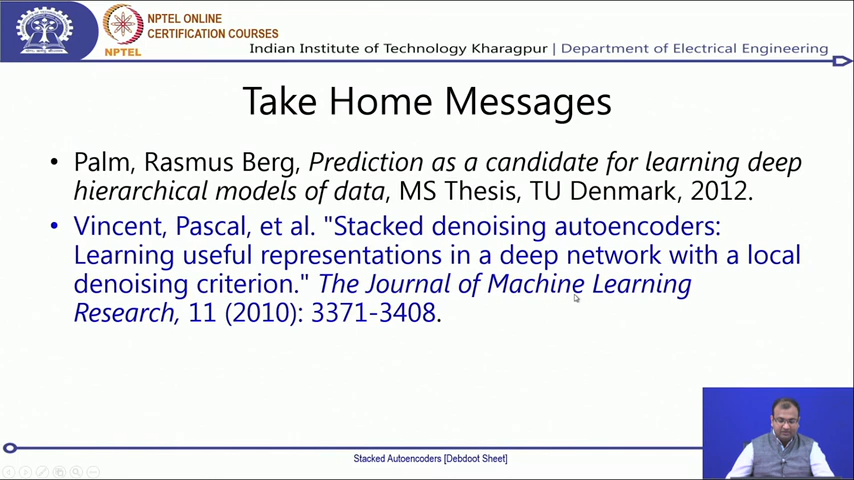 NPTEL ONLINE
CERTIFICATION COURSES
NPTEL
Indian Institute of Technology Kharagpur | Department of Electrical Engineering
Take Home Messages
• Palm, Rasmus Berg, Prediction as a candidate for learning deep
hierarchical models of data, MS Thesis, TU Denmark, 2012.
• Vincent, Pascal, et al. "Stacked denoising autoencoders:
Learning useful representations in a deep network with a local
denoising criterion." The Journal of Machine Learning
Research, 11 (2010): 3371-3408.
Stacked Autoencoders [Debdoot Sheet]